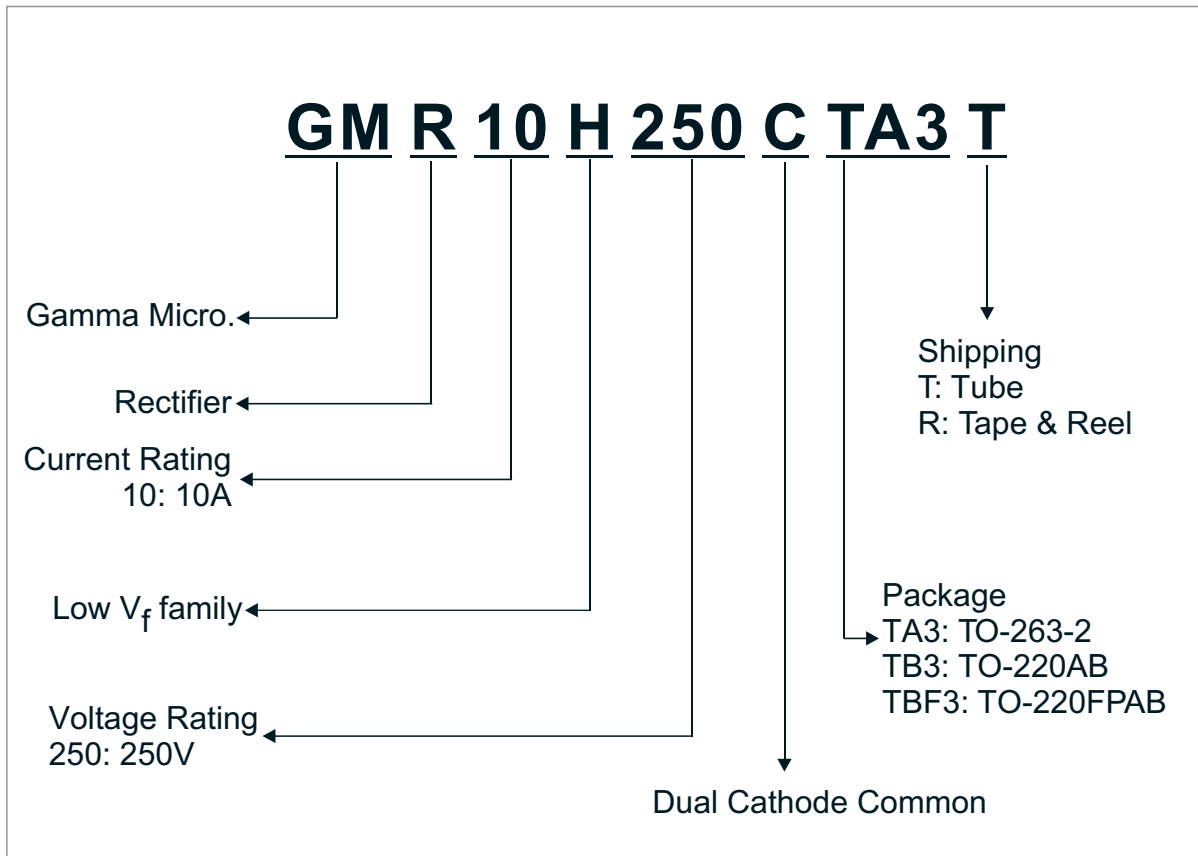 GM R 10 H 250 C TA3 T
Gamma Micro.
Rectifier
Current Rating
10: 10A
Low Vf family
Voltage Rating
250: 250V
Dual Cathode Common
Package
TA3: TO-263-2
TB3: TO-220AB
TBF3: TO-220FPAB
Shipping
T: Tube
R: Tape & Reel